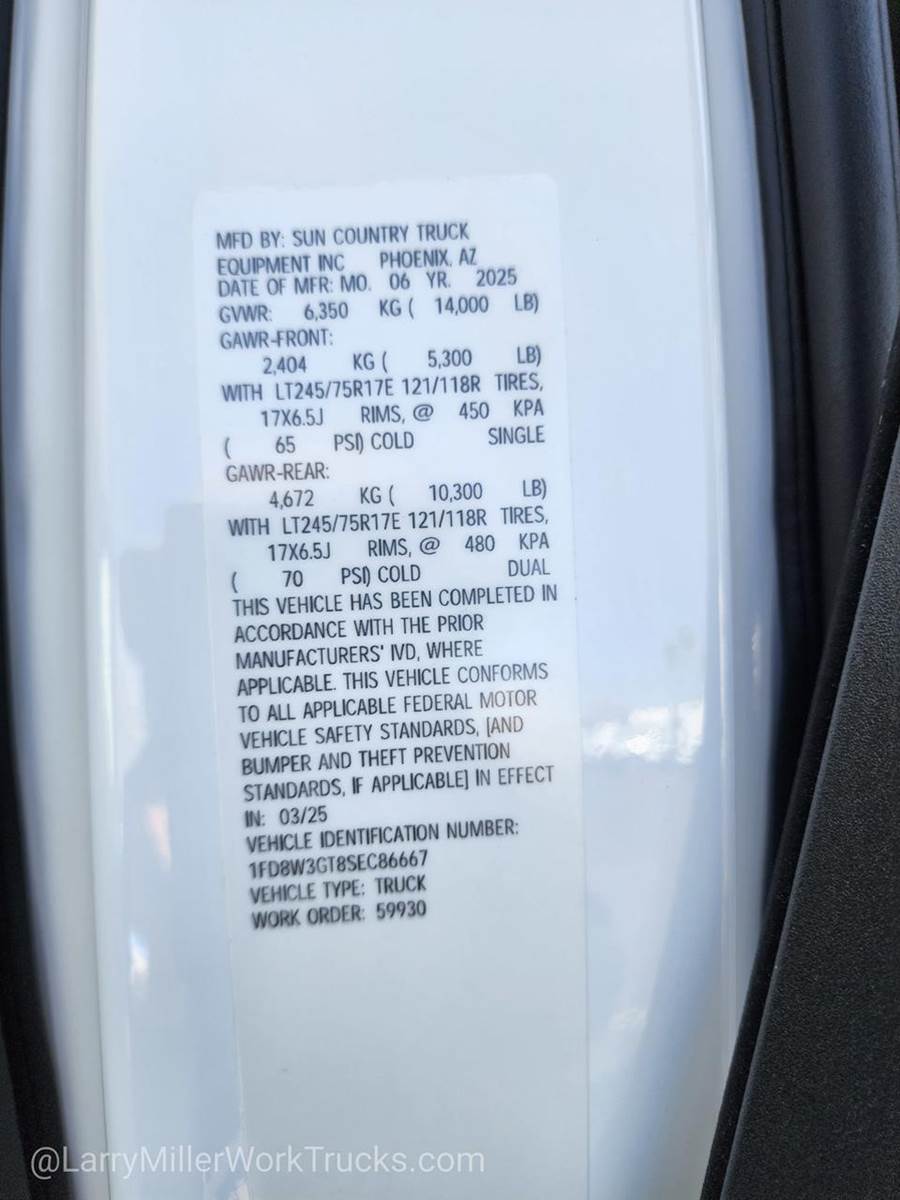 MFD BY: SUN COUNTRY TRUCK
EQUIPMENT INC PHOENIX, AZ
DATE OF MFR: MO. 06 YR. 2025
GVWR: 6,350 KG ( 14,000 LB)
GAWR-FRONT:
2,404 KG ( 5,300 LB)
WITH LT245/75R17E 121/118R TIRES,
17X6.5J RIMS, @ 450 KPA
( 65 PSI) COLD SINGLE
GAWR-REAR:
4,672 KG ( 10,300 LB)
WITH LT245/75R17E 121/118R TIRES,
17X6.5J RIMS, @ 480 KPA
( 70 PSI) COLD DUAL
THIS VEHICLE HAS BEEN COMPLETED IN
ACCORDANCE WITH THE PRIOR
MANUFACTURERS' IVD, WHERE
APPLICABLE. THIS VEHICLE CONFORMS
TO ALL APPLICABLE FEDERAL MOTOR
VEHICLE SAFETY STANDARDS, [AND
BUMPER AND THEFT PREVENTION
STANDARDS, IF APPLICABLE] IN EFFECT
IN: 03/25
VEHICLE IDENTIFICATION NUMBER:
1FD8W3GT8SEC86667
VEHICLE TYPE: TRUCK
WORK ORDER: 59930
@LarryMillerWorkTrucks.com